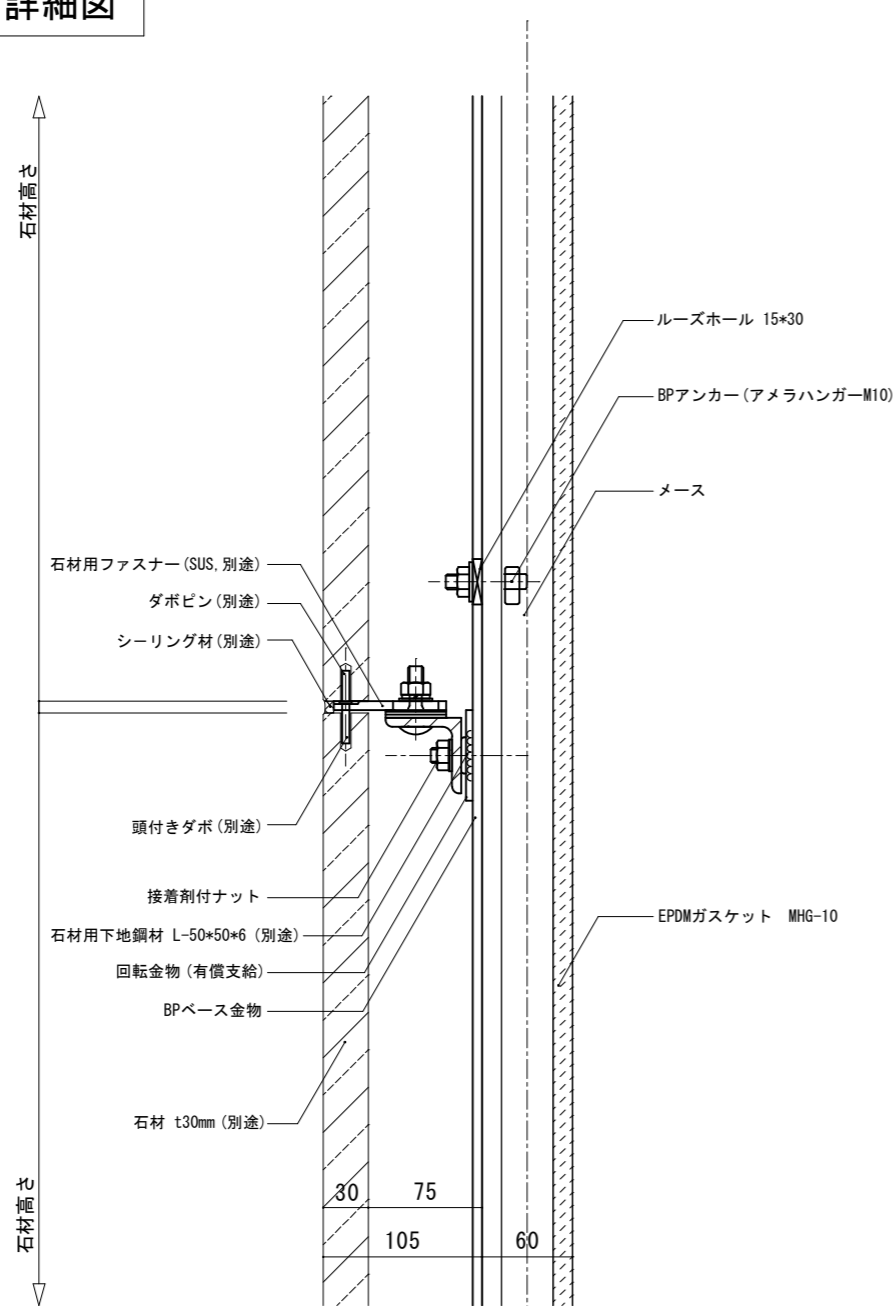 詳細図
石材高さ
ルーズホール 15*30
BPアンカー(アメラハンガーM10)
メース
石材用ファスナー(SUS,別途)
ダボピン(別途)
シーリング材(別途)
頭付きダボ(別途)
接着剤付ナット
石材用下地鋼材 L-50*50*6 (別途)
回転金物(有償支給)
BPベース金物
EPDMガスケット MHG-10
石材 t30mm(別途)
石材高さ
30
75
105
60